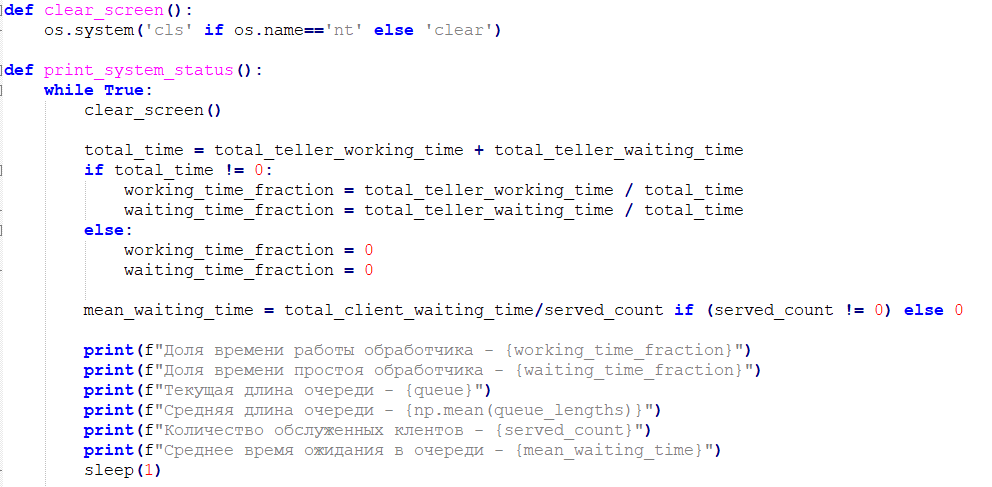 def clear_screen():
    os.system('cls' if os.name=='nt' else 'clear')
def print_system_status():
    while True:
        clear_screen()
        total_time = total_teller_working_time + total_teller_waiting_time
        if total_time != 0:
            working_time_fraction = total_teller_working_time / total_time
            waiting_time_fraction = total_teller_waiting_time / total_time
        else:
            working_time_fraction = 0
            waiting_time_fraction = 0
        mean_waiting_time = total_client_waiting_time/served_count if (served_count != 0) else 0
        print(f"Доля времени работы обработчика - {working_time_fraction}")
        print(f"Доля времени простоя обработчика - {waiting_time_fraction}")
        print(f"Текущая длина очереди - {queue}")
        print(f"Средняя длина очереди - {np.mean(queue_lengths)}")
        print(f"Количество обслуженных клентов - {served_count}")
        print(f"Среднее время ожидания в очереди - {mean_waiting_time}")
        sleep(1)